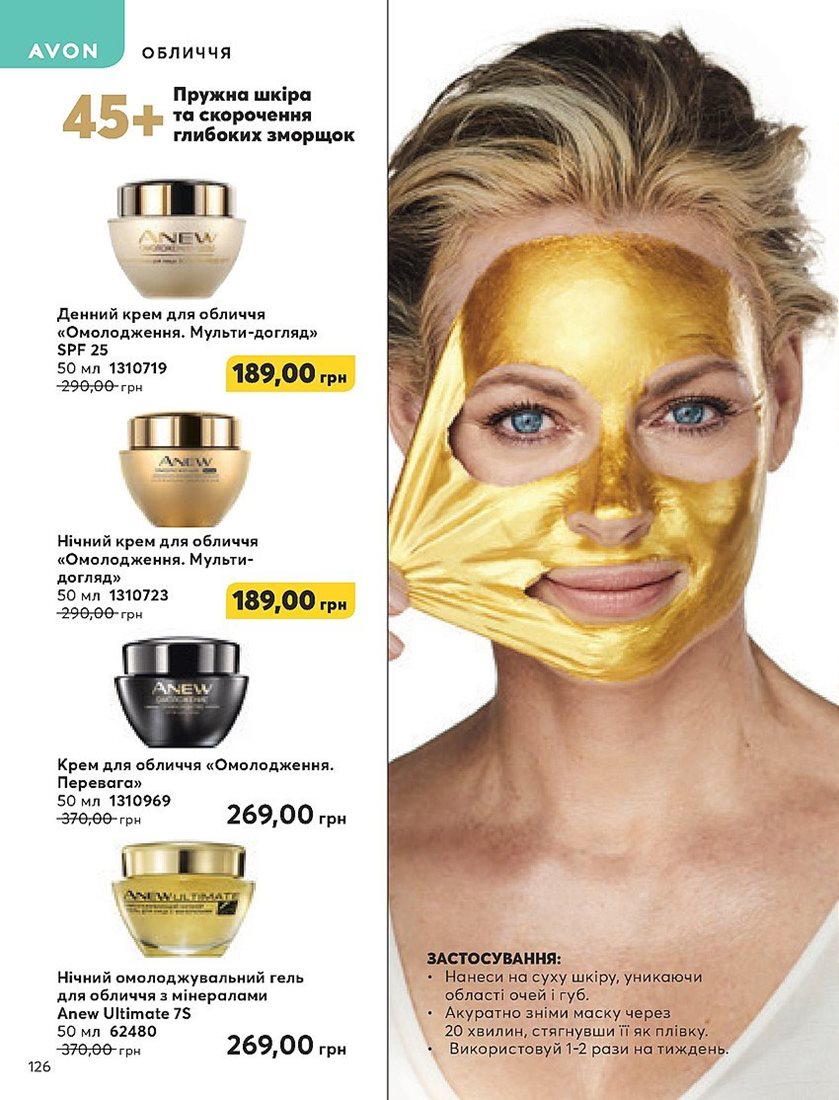 AVON
ОБЛИЧЧЯ
45+
Пружна шкіра
та скорочення
глибоких зморщок
ANEW
Денний крем для обличчя
«Омолодження. Мульти-догляд»
SPF 25
50 мл 1310719
290,00 грн
189,00 грн
ANEW
Нічний крем для обличчя
«Омолодження. Мульти-
догляд»
50 мл 1310723
290,00 грн
189,00 грн
ANEW
ОМОЛОЖЕНИЕ
Крем для обличчя «Омолодження.
Перевага»
50 мл 1310969
370,00 грн
269,00 грн
ANEW ULTIMATE
Нічний омолоджувальний гель
для обличчя з мінералами
Anew Ultimate 7S
50 мл 62480
370,00 грн
269,00 грн
ЗАСТОСУВАННЯ:
• Нанеси на суху шкіру, уникаючи
області очей і губ.
• Акуратно зніми маску через
20 хвилин, стягнувши її як плівку.
• Використовуй 1-2 рази на тиждень.
126